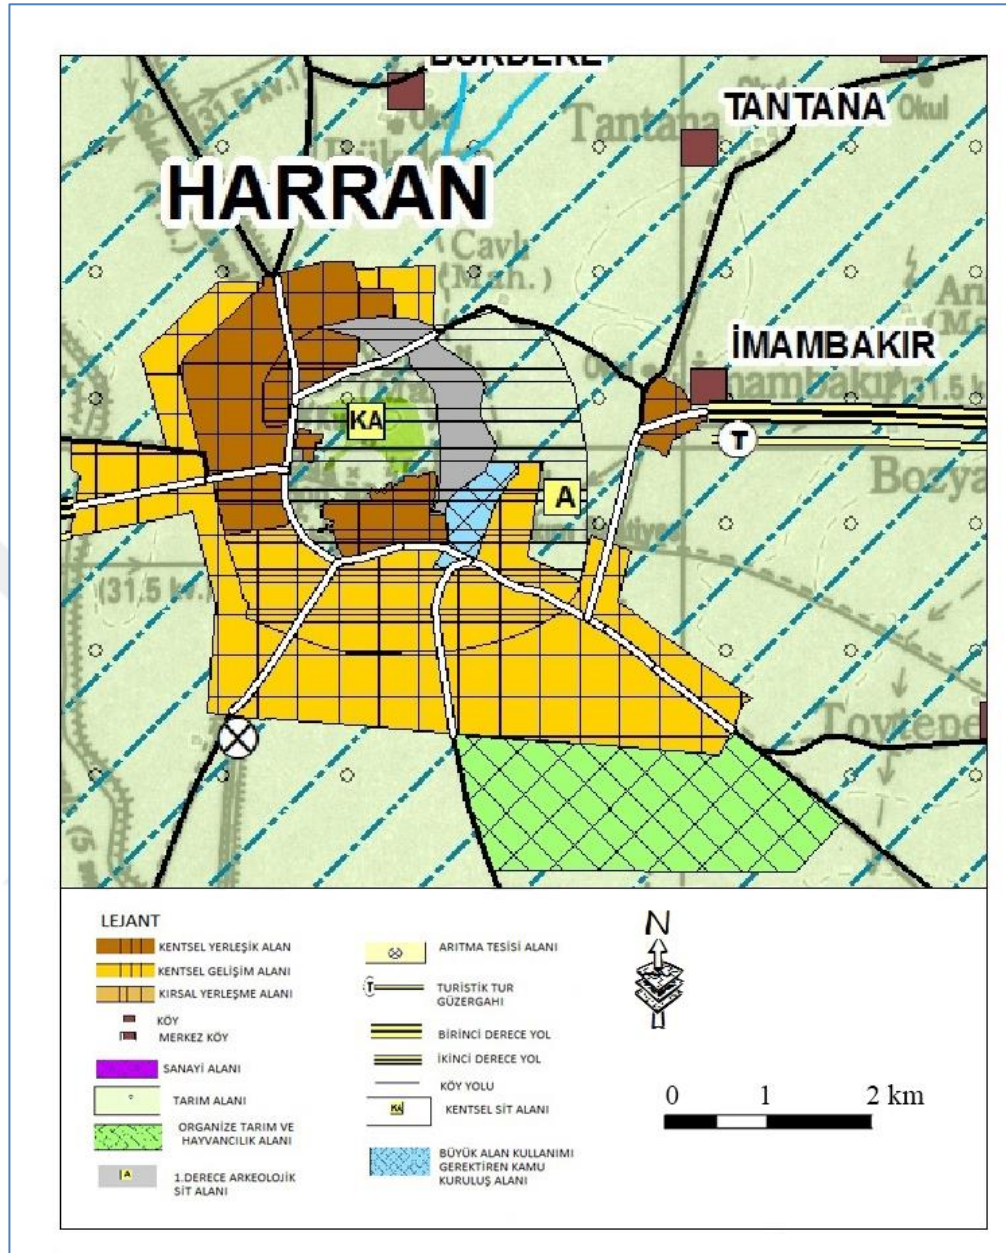 TANTANA
Okul
Tantana
HARRAN
Cavlı
(Mah.)
İMAMBAKIR
KA
T
A
(31.5 kv.)
LEJANT
KENTSEL YERLEŞİK ALAN
KENTSEL GELİŞİM ALANI
KIRSAL YERLEŞME ALANI
KÖY
MERKEZ KÖY
SANAYİ ALANI
TARIM ALANI
ORGANİZE TARIM VE
HAYVANCILIK ALANI
A
1.DERECE ARKEOLOJİK
SİT ALANI
ARITMA TESİSİ ALANI
T
TURİSTİK TUR
GÜZERGAHI
BİRİNCİ DERECE YOL
İKİNCİ DERECE YOL
KÖY YOLU
KA
KENTSEL SİT ALANI
BÜYÜK ALAN KULLANIMI
GEREKTİREN KAMU
KURULUŞ ALANI
N
0 1 2 km